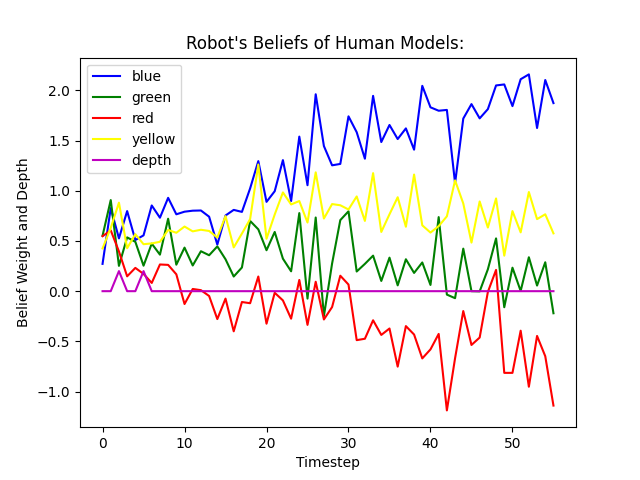 Robot's Beliefs of Human Models:
blue
green
red
yellow
depth
Belief Weight and Depth
2.0
1.5
1.0
0.5
0.0
−0.5
−1.0
0 10 20 30 40 50
Timestep